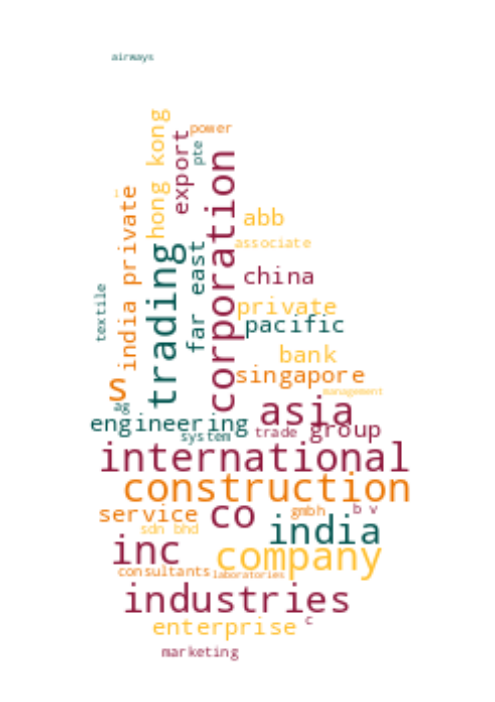 airways
hong kong
export
power
pte
corporation
i
india private
trading
far east
abb
associate
china
textile
private
pacific
bank
singapore
s
management
ag
asia
engineering
system
trade
group
international
construction
service
co
gmbh
b v
sdn bhd
india
inc
company
consultants
laboratories
industries
enterprise
c
marketing